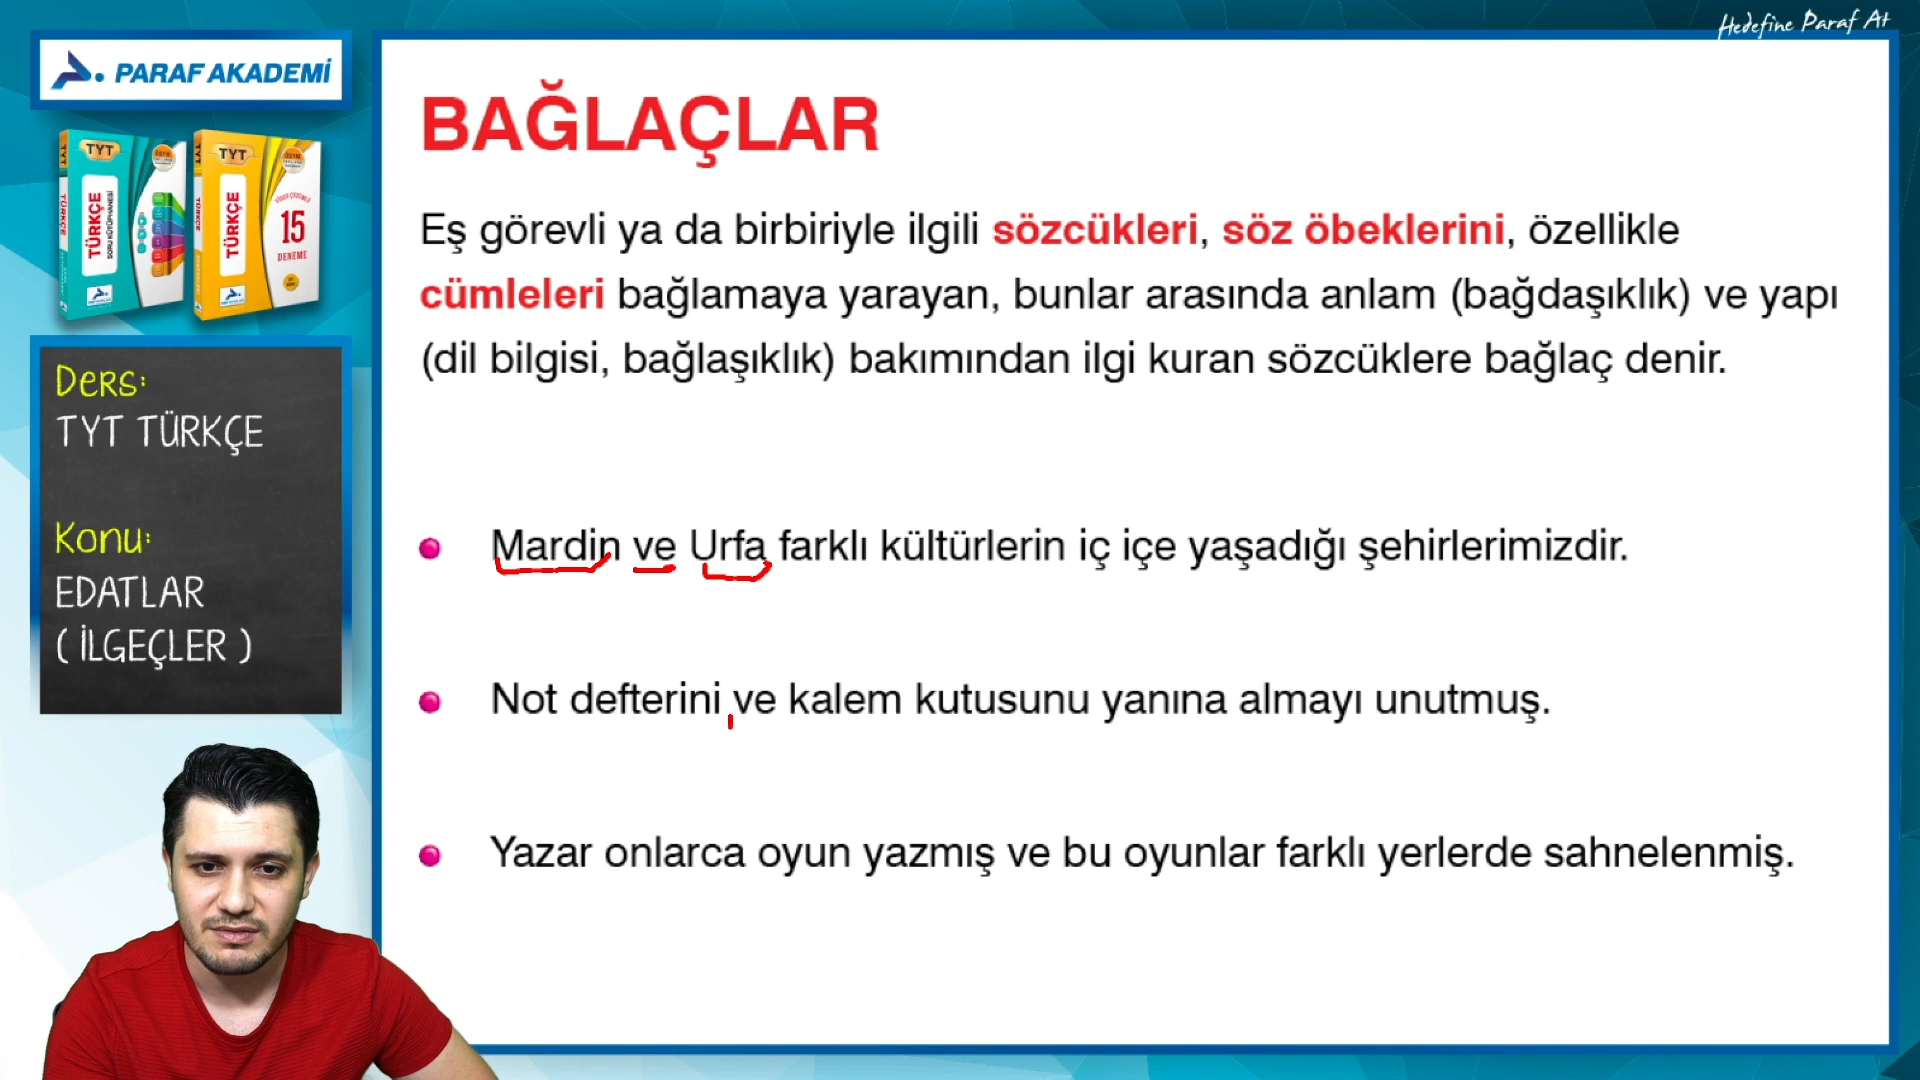 Hedefine Paraf At
PARAF AKADEMİ
TYT
TÜRKÇE
SORU KÜTÜPHANESİ
TYT
TÜRKÇE
15
DENEME
Ders:
TYT TÜRKÇE
Konu:
EDATLAR
( İLGEÇLER )
BAĞLAÇLAR
Eş görevli ya da birbiriyle ilgili sözcükleri, söz öbeklerini, özellikle
cümleleri bağlamaya yarayan, bunlar arasında anlam (bağdaşıklık) ve yapı
(dil bilgisi, bağlaşıklık) bakımından ilgi kuran sözcüklere bağlaç denir.
Mardin ve Urfa farklı kültürlerin iç içe yaşadığı şehirlerimizdir.
Not defterini ve kalem kutusunu yanına almayı unutmuş.
Yazar onlarca oyun yazmış ve bu oyunlar farklı yerlerde sahnelenmiş.